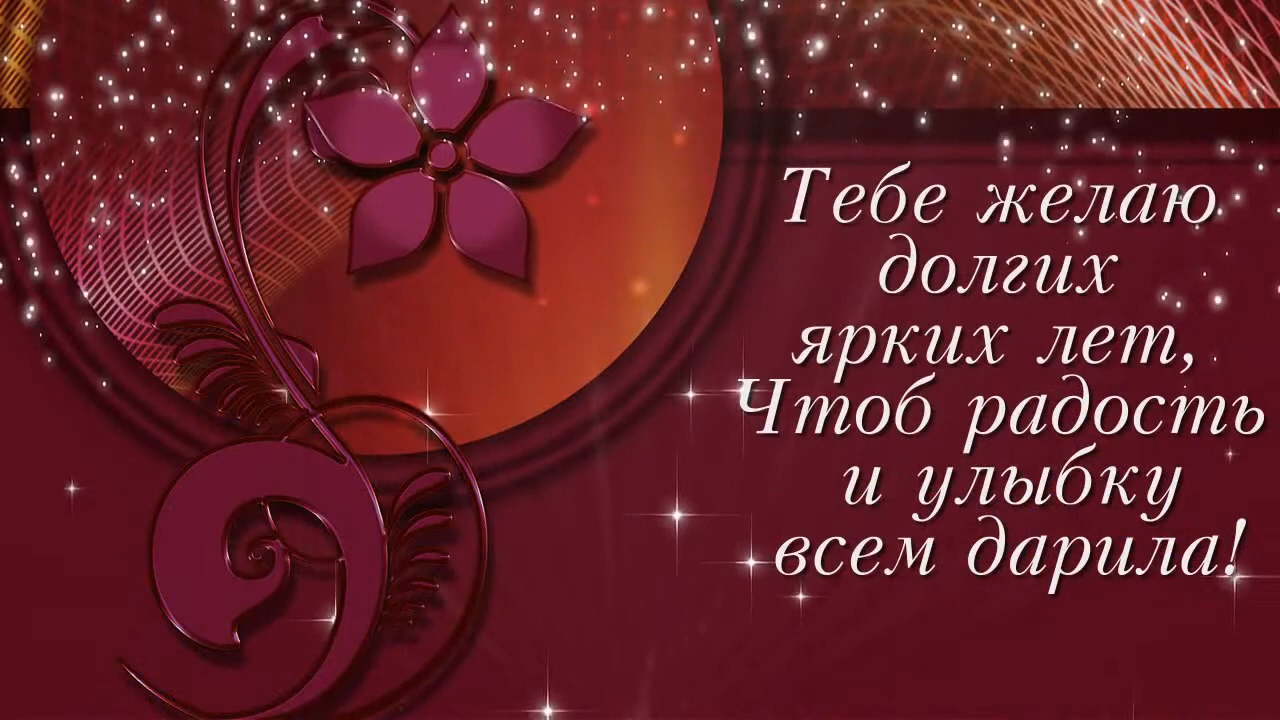 Тебе желаю
долгих
ярких лет,
Чтоб радость
и улыбку
всем дарила!